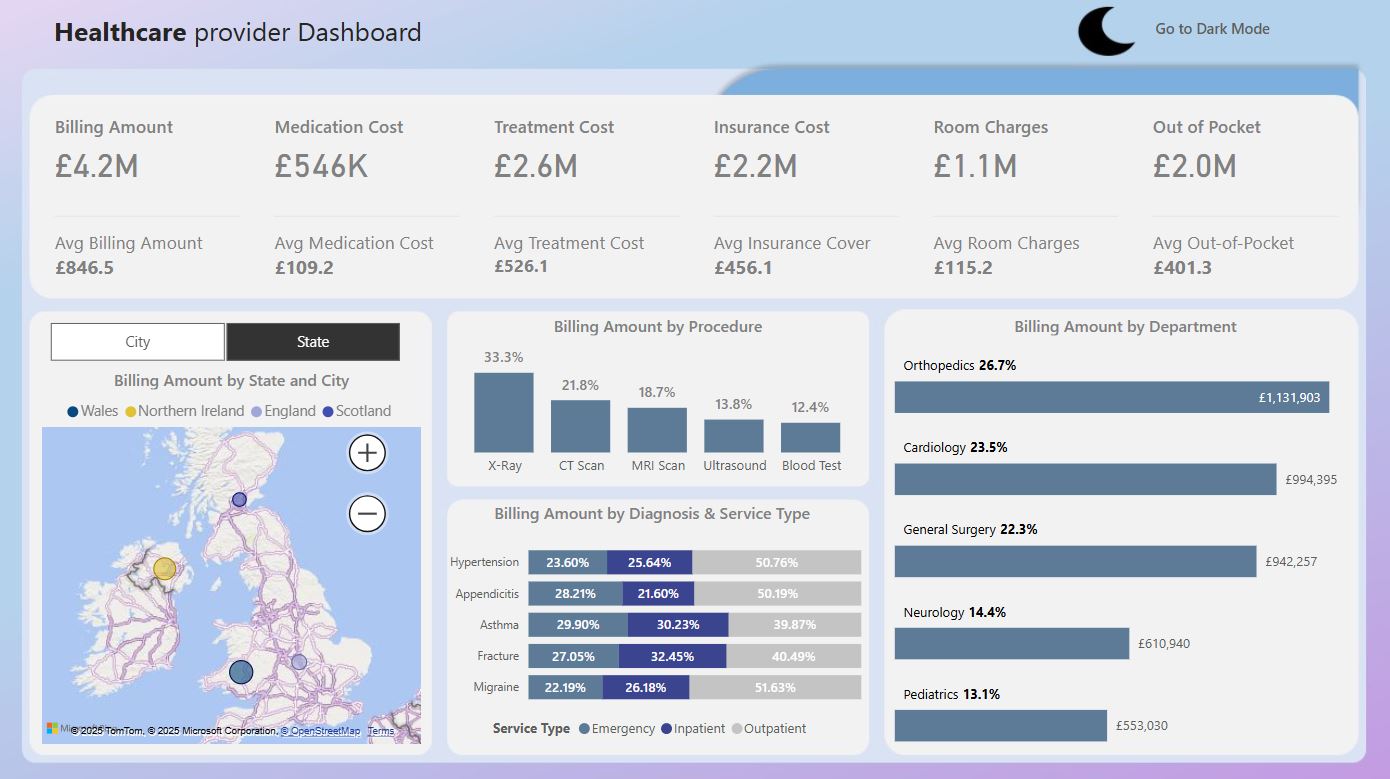 Healthcare provider Dashboard
Go to Dark Mode
Billing Amount
£4.2M
Avg Billing Amount
£846.5
Medication Cost
£546K
Avg Medication Cost
£109.2
Treatment Cost
£2.6M
Avg Treatment Cost
£526.1
Insurance Cost
£2.2M
Avg Insurance Cover
£456.1
Room Charges
£1.1M
Avg Room Charges
£115.2
Out of Pocket
£2.0M
Avg Out-of-Pocket
£401.3
City
State
Billing Amount by State and City
Wales Northern Ireland England Scotland
© 2025 TomTom, © 2025 Microsoft Corporation, © OpenStreetMap Terms
Billing Amount by Procedure
33.3%
21.8%
18.7%
13.8%
12.4%
X-Ray
CT Scan
MRI Scan
Ultrasound
Blood Test
Billing Amount by Diagnosis & Service Type
Hypertension 23.60% 25.64% 50.76%
Appendicitis 28.21% 21.60% 50.19%
Asthma 29.90% 30.23% 39.87%
Fracture 27.05% 32.45% 40.49%
Migraine 22.19% 26.18% 51.63%
Service Type Emergency Inpatient Outpatient
Billing Amount by Department
Orthopedics 26.7%
£1,131,903
Cardiology 23.5%
£994,395
General Surgery 22.3%
£942,257
Neurology 14.4%
£610,940
Pediatrics 13.1%
£553,030